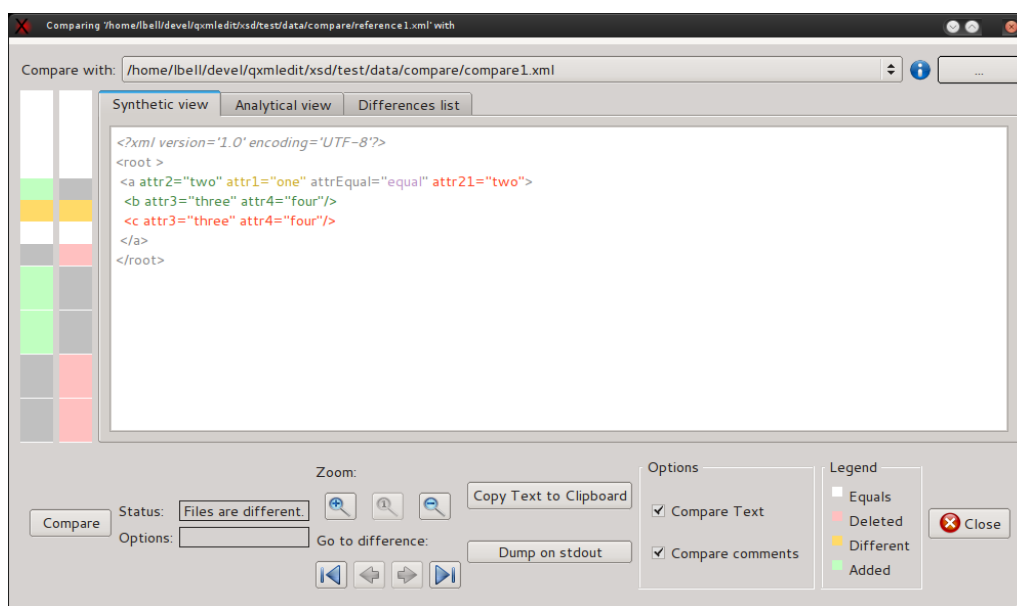 Comparing '/home/lbell/devel/qxmledit/xsd/test/data/compare/reference1.xml' with
Compare with: /home/lbell/devel/qxmledit/xsd/test/data/compare/compare1.xml ...
Synthetic view Analytical view Differences list
<?xml version='1.0' encoding='UTF-8'?>
<root >
<a attr2="two" attr1="one" attrEqual="equal" attr21="two">
<b attr3="three" attr4="four"/>
<c attr3="three" attr4="four"/>
</a>
</root>
Zoom:
Copy Text to Clipboard
Compare
Status: Files are different.
Options:
Go to difference:
Dump on stdout
Options
Compare Text
Compare comments
Legend
Equals
Deleted
Different
Added
Close